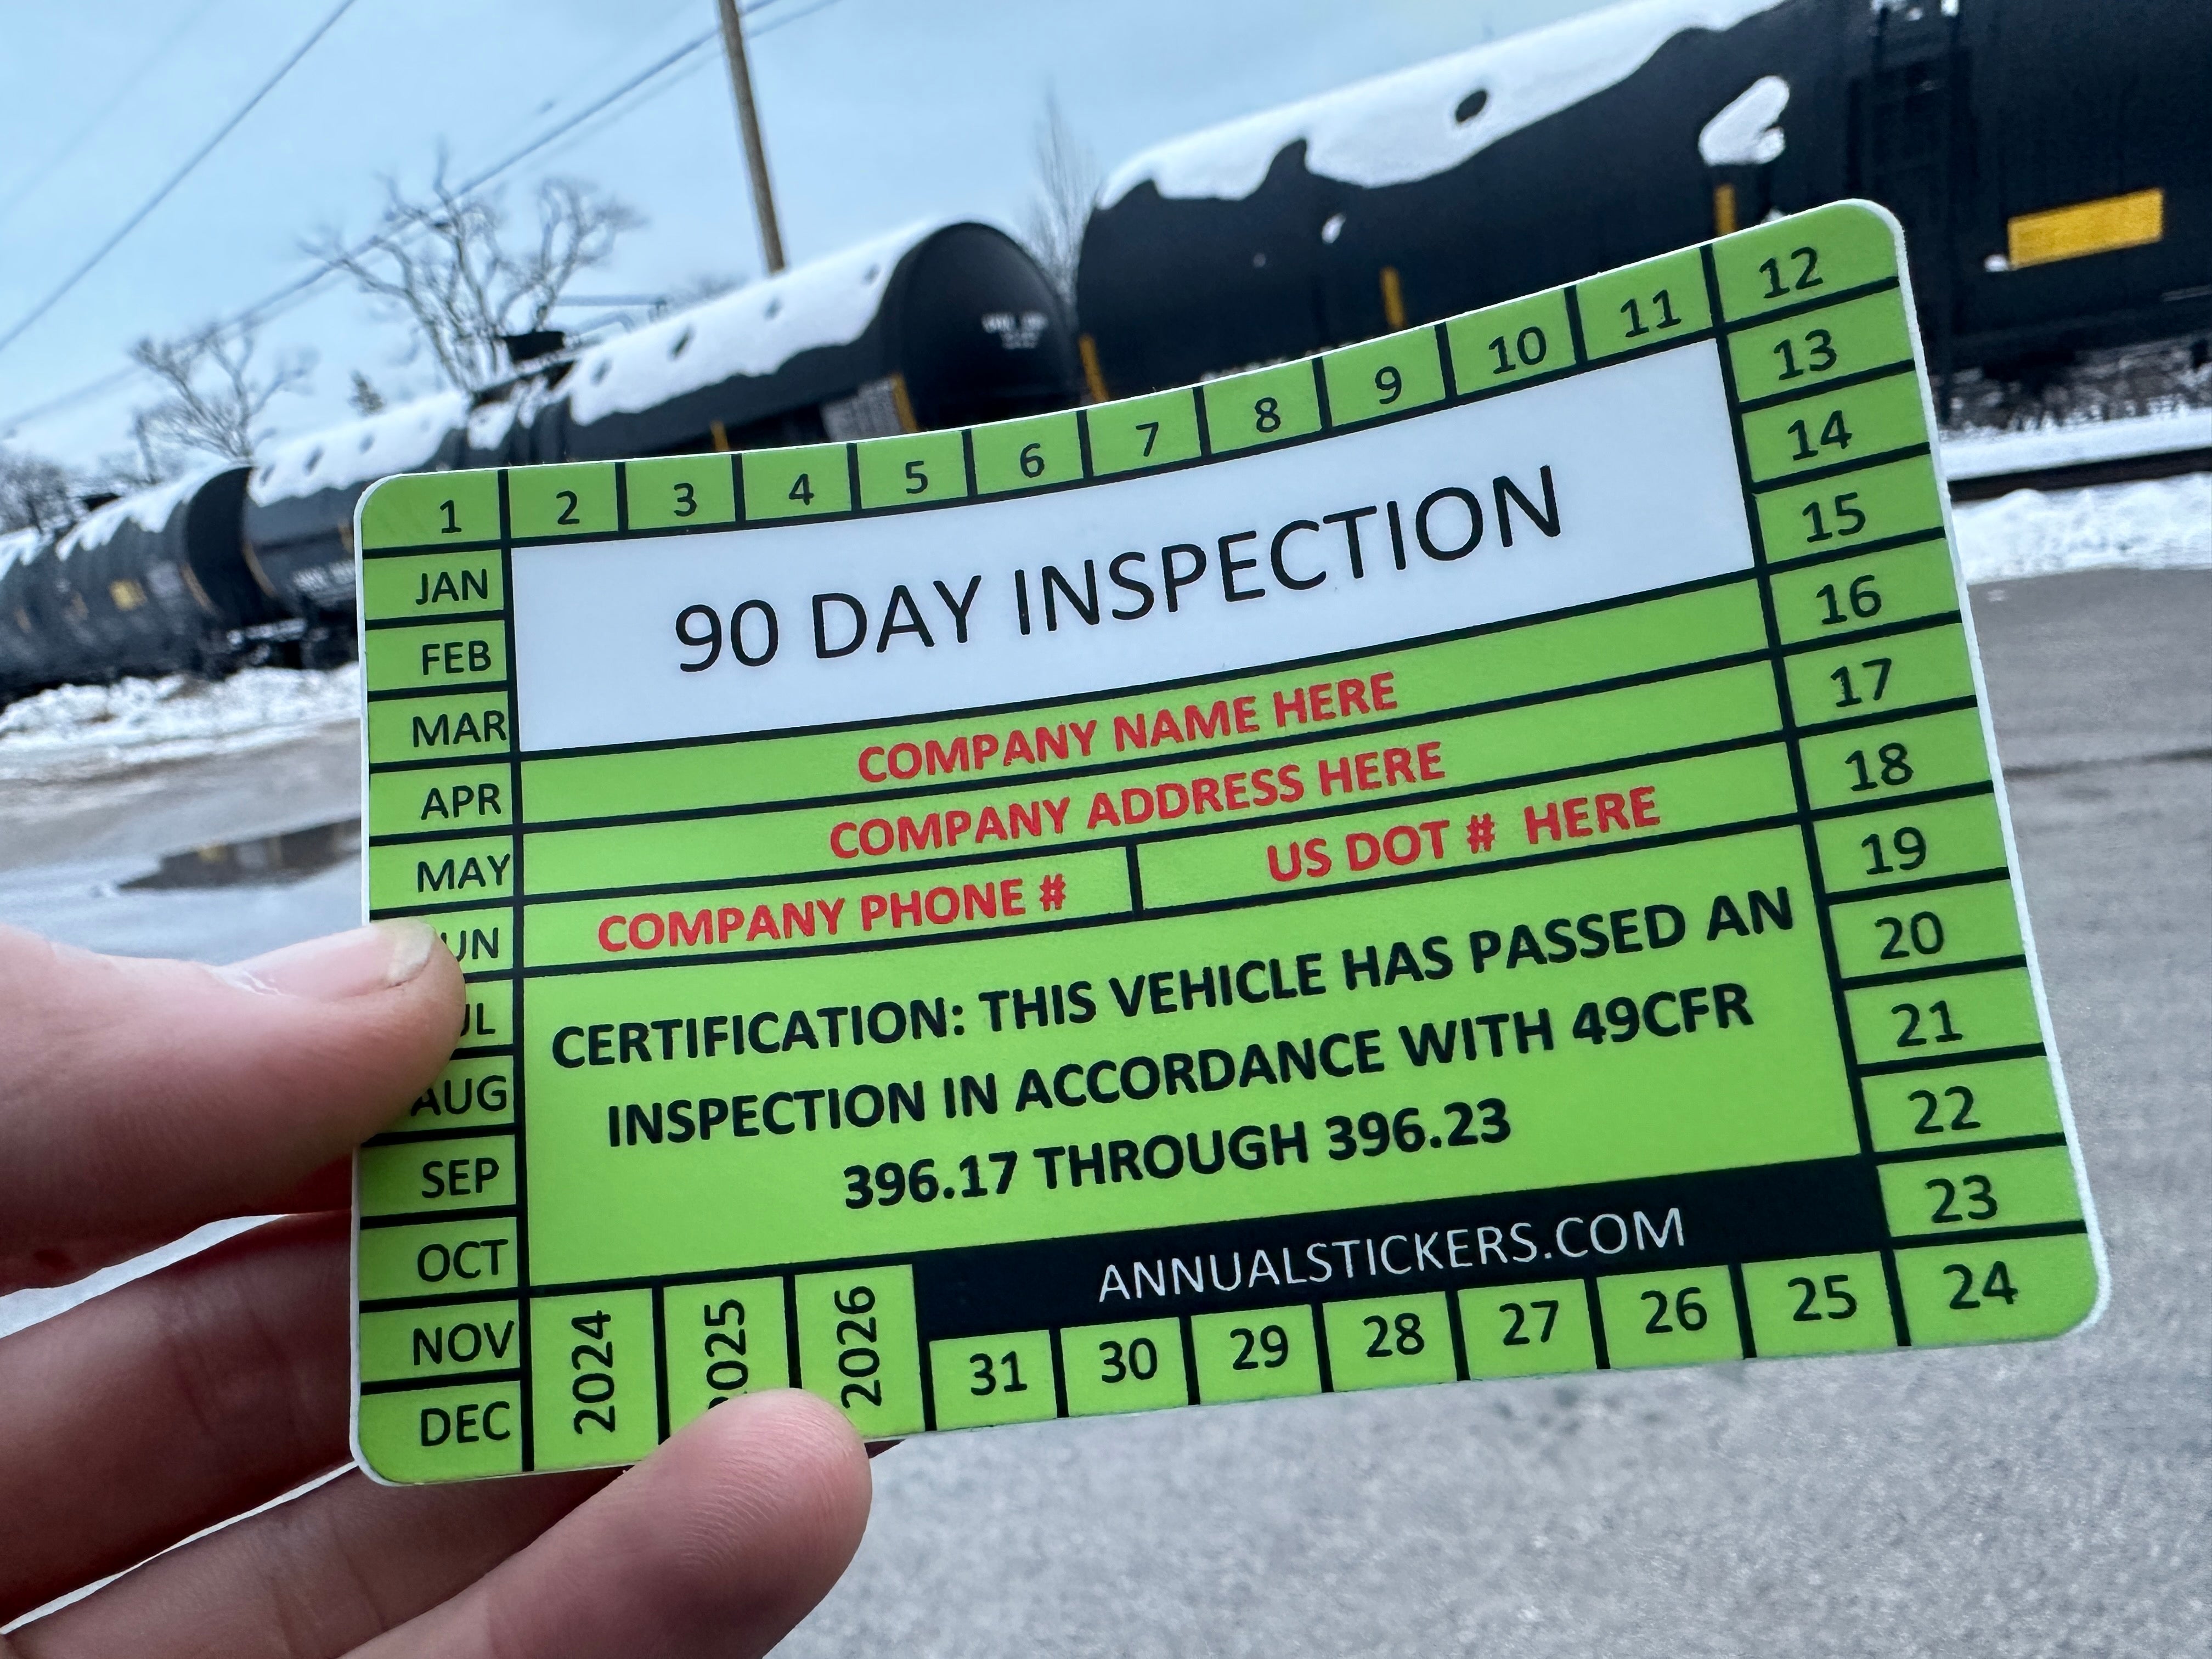 1 2 3 4 5 6 7 8 9 10 11 12
JAN
FEB
MAR
APR
MAY
UN
UL
AUG
SEP
OCT
NOV
DEC
90 DAY INSPECTION
COMPANY NAME HERE
COMPANY ADDRESS HERE
COMPANY PHONE # US DOT # HERE
CERTIFICATION: THIS VEHICLE HAS PASSED AN
INSPECTION IN ACCORDANCE WITH 49CFR
396.17 THROUGH 396.23
ANNUALSTICKERS.COM
2024 2025 2026
13
14
15
16
17
18
19
20
21
22
23
31 30 29 28 27 26 25 24